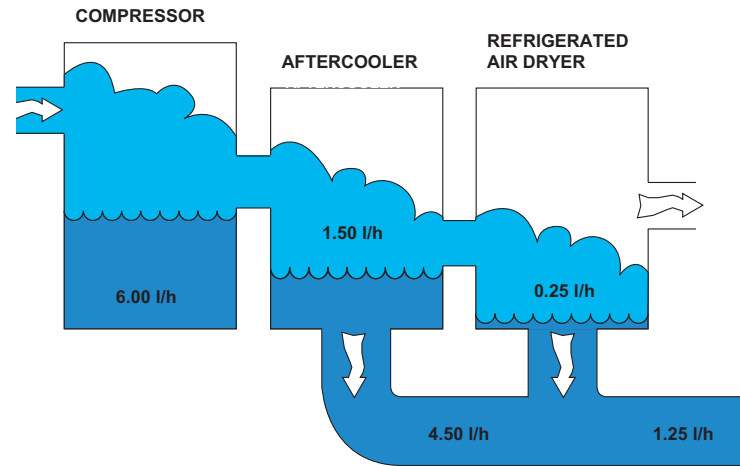 COMPRESSOR
AFTERCOOLER
REFRIGERATED
AIR DRYER
1.50 l/h
6.00 l/h
0.25 l/h
4.50 l/h
1.25 l/h